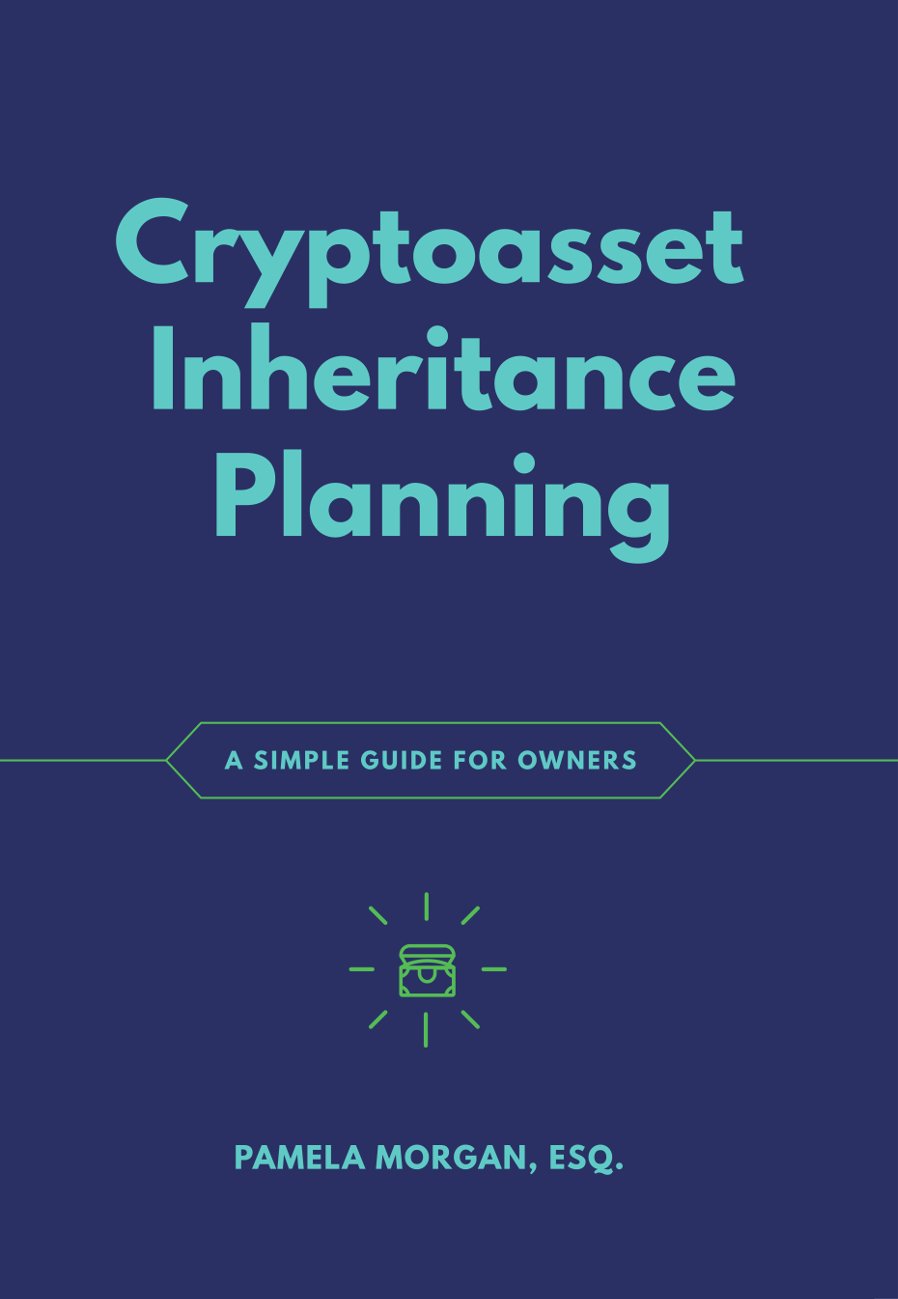 Cryptoasset
Inheritance
Planning
A SIMPLE GUIDE FOR OWNERS
PAMELA MORGAN, ESQ.